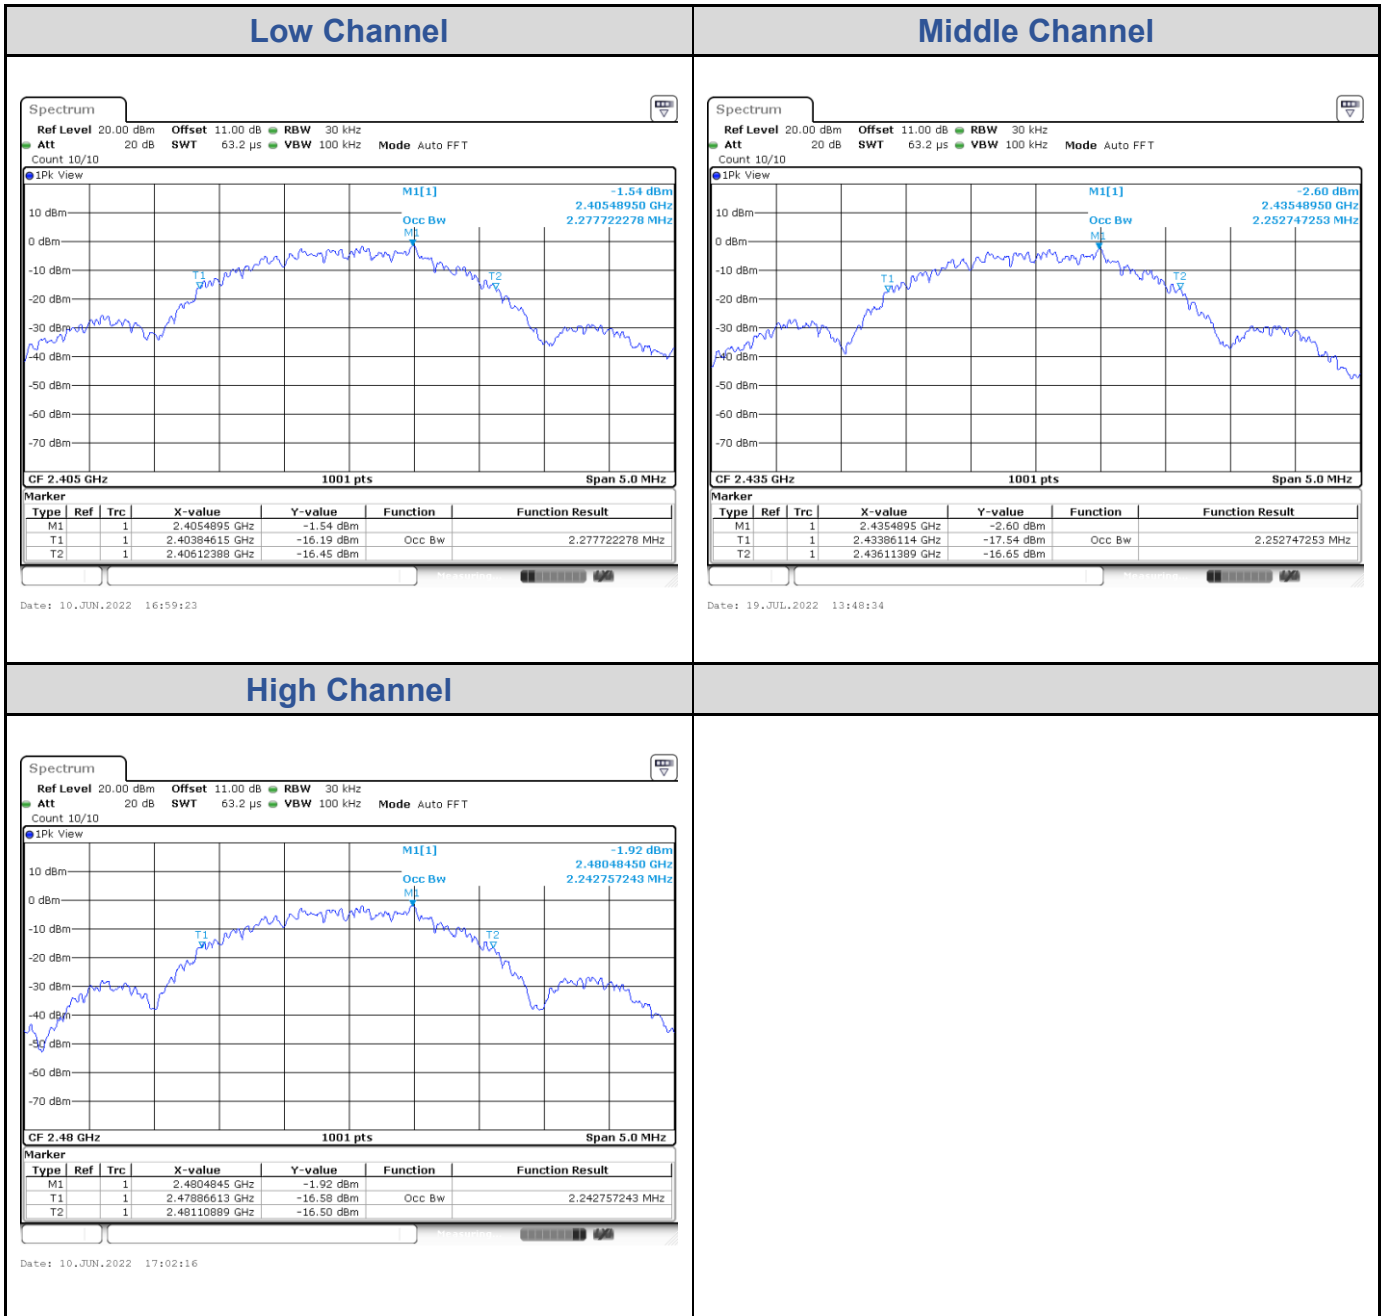 Low Channel
Spectrum
Ref Level 20.00 dBm Offset 11.00 dB RBW 30 kHz
Att 20 dB SWT 63.2 µs VBW 100 kHz Mode Auto FFT
Count 10/10
1Pk View
M1[1] -1.54 dBm
2.40548950 GHz
Occ Bw 2.277722278 MHz
M1
T1
T2
10 dBm
0 dBm
-10 dBm
-20 dBm
-30 dBm
-40 dBm
-50 dBm
-60 dBm
-70 dBm
CF 2.405 GHz 1001 pts Span 5.0 MHz
Marker
Type Ref Trc X-value Y-value Function Function Result
M1 1 2.4054895 GHz -1.54 dBm
T1 1 2.40384615 GHz -16.19 dBm Occ Bw 2.277722278 MHz
T2 1 2.40612388 GHz -16.45 dBm
Measuring...
Date: 10.JUN.2022 16:59:23
Middle Channel
Spectrum
Ref Level 20.00 dBm Offset 11.00 dB RBW 30 kHz
Att 20 dB SWT 63.2 µs VBW 100 kHz Mode Auto FFT
Count 10/10
1Pk View
M1[1] -2.60 dBm
2.43548950 GHz
Occ Bw 2.252747253 MHz
M1
T1
T2
10 dBm
0 dBm
-10 dBm
-20 dBm
-30 dBm
-40 dBm
-50 dBm
-60 dBm
-70 dBm
CF 2.435 GHz 1001 pts Span 5.0 MHz
Marker
Type Ref Trc X-value Y-value Function Function Result
M1 1 2.4354895 GHz -2.60 dBm
T1 1 2.43386114 GHz -17.54 dBm Occ Bw 2.252747253 MHz
T2 1 2.43611389 GHz -16.65 dBm
Date: 19.JUL.2022 13:48:34
High Channel
Spectrum
Ref Level 20.00 dBm Offset 11.00 dB RBW 30 kHz
Att 20 dB SWT 63.2 µs VBW 100 kHz Mode Auto FFT
Count 10/10
1Pk View
M1[1] -1.92 dBm
2.48048450 GHz
Occ Bw 2.242757243 MHz
M1
T1
T2
10 dBm
0 dBm
-10 dBm
-20 dBm
-30 dBm
-40 dBm
-50 dBm
-60 dBm
-70 dBm
CF 2.48 GHz 1001 pts Span 5.0 MHz
Marker
Type Ref Trc X-value Y-value Function Function Result
M1 1 2.4804845 GHz -1.92 dBm
T1 1 2.47886613 GHz -16.58 dBm Occ Bw 2.242757243 MHz
T2 1 2.48110889 GHz -16.50 dBm
Date: 10.JUN.2022 17:02:16